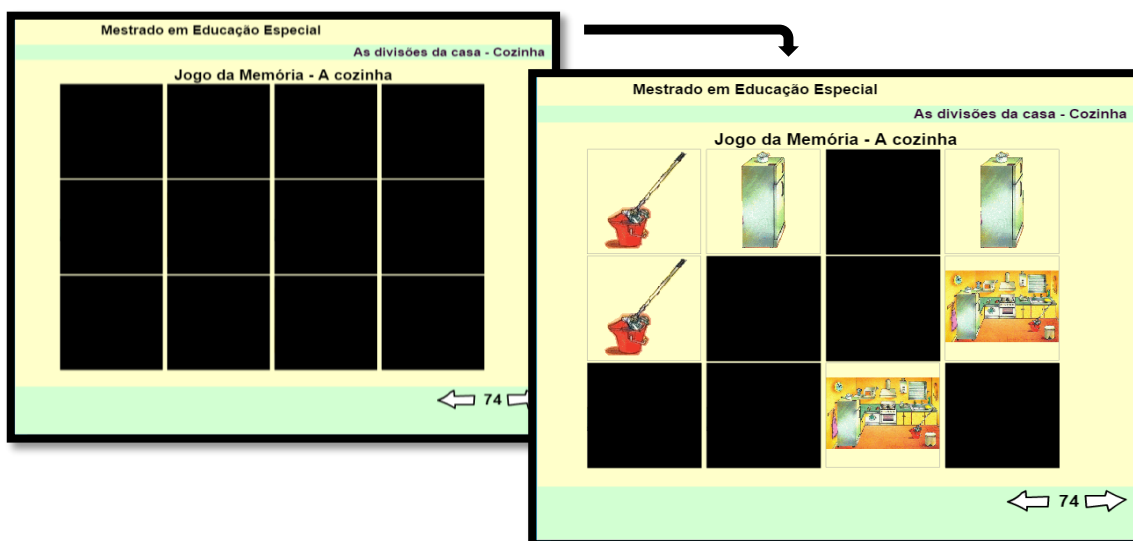 Mestrado em Educação Especial
As divisões da casa - Cozinha
Jogo da Memória - A cozinha
74
Mestrado em Educação Especial
As divisões da casa - Cozinha
Jogo da Memória - A cozinha
74